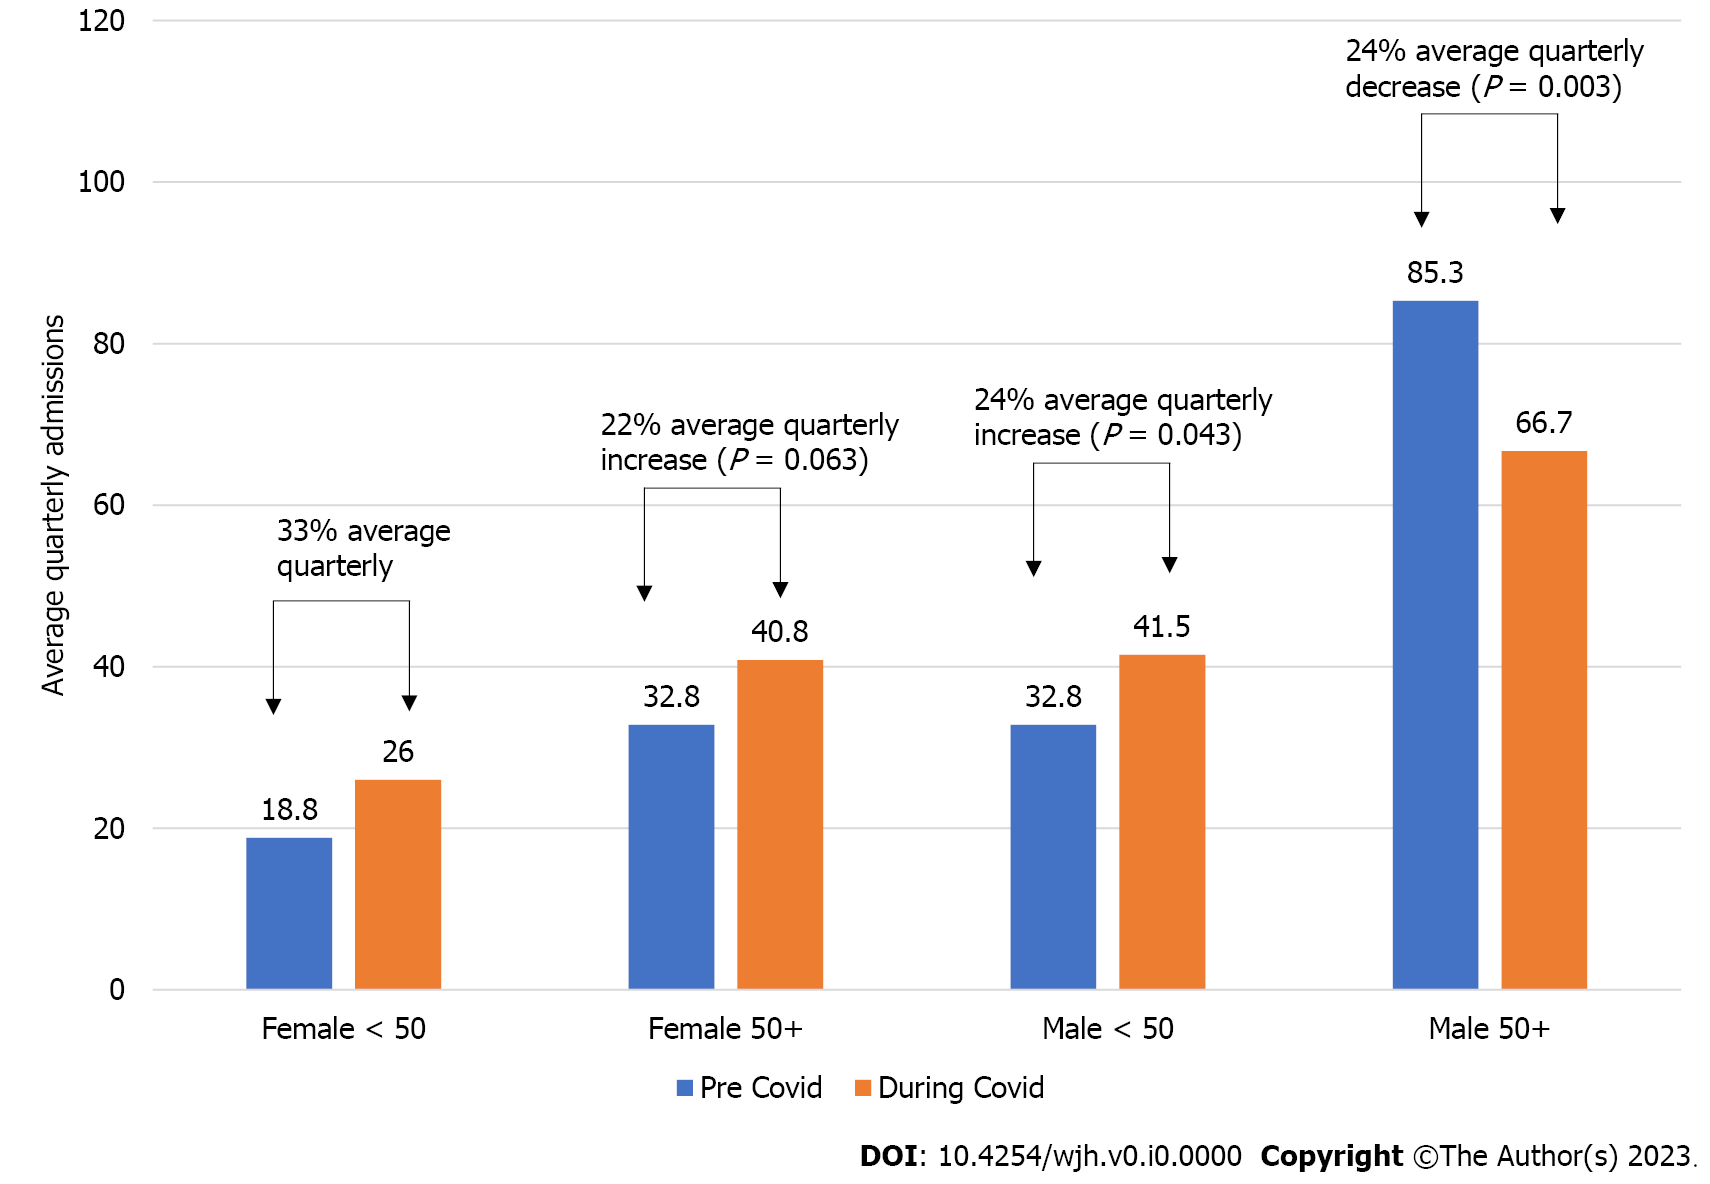 120
24% average quarterly
decrease (P = 0.003)
100
85.3
80
24% average quarterly
increase (P = 0.043)
22% average quarterly
increase (P = 0.063)
66.7
60
33% average
quarterly
41.5
40.8
40
32.8
32.8
26
18.8
20
0
Average quarterly admissions
Female < 50
Female 50+
Male < 50
Male 50+
Pre Covid
During Covid
DOI: 10.4254/wjh.v0.i0.0000 Copyright ©The Author(s) 2023.